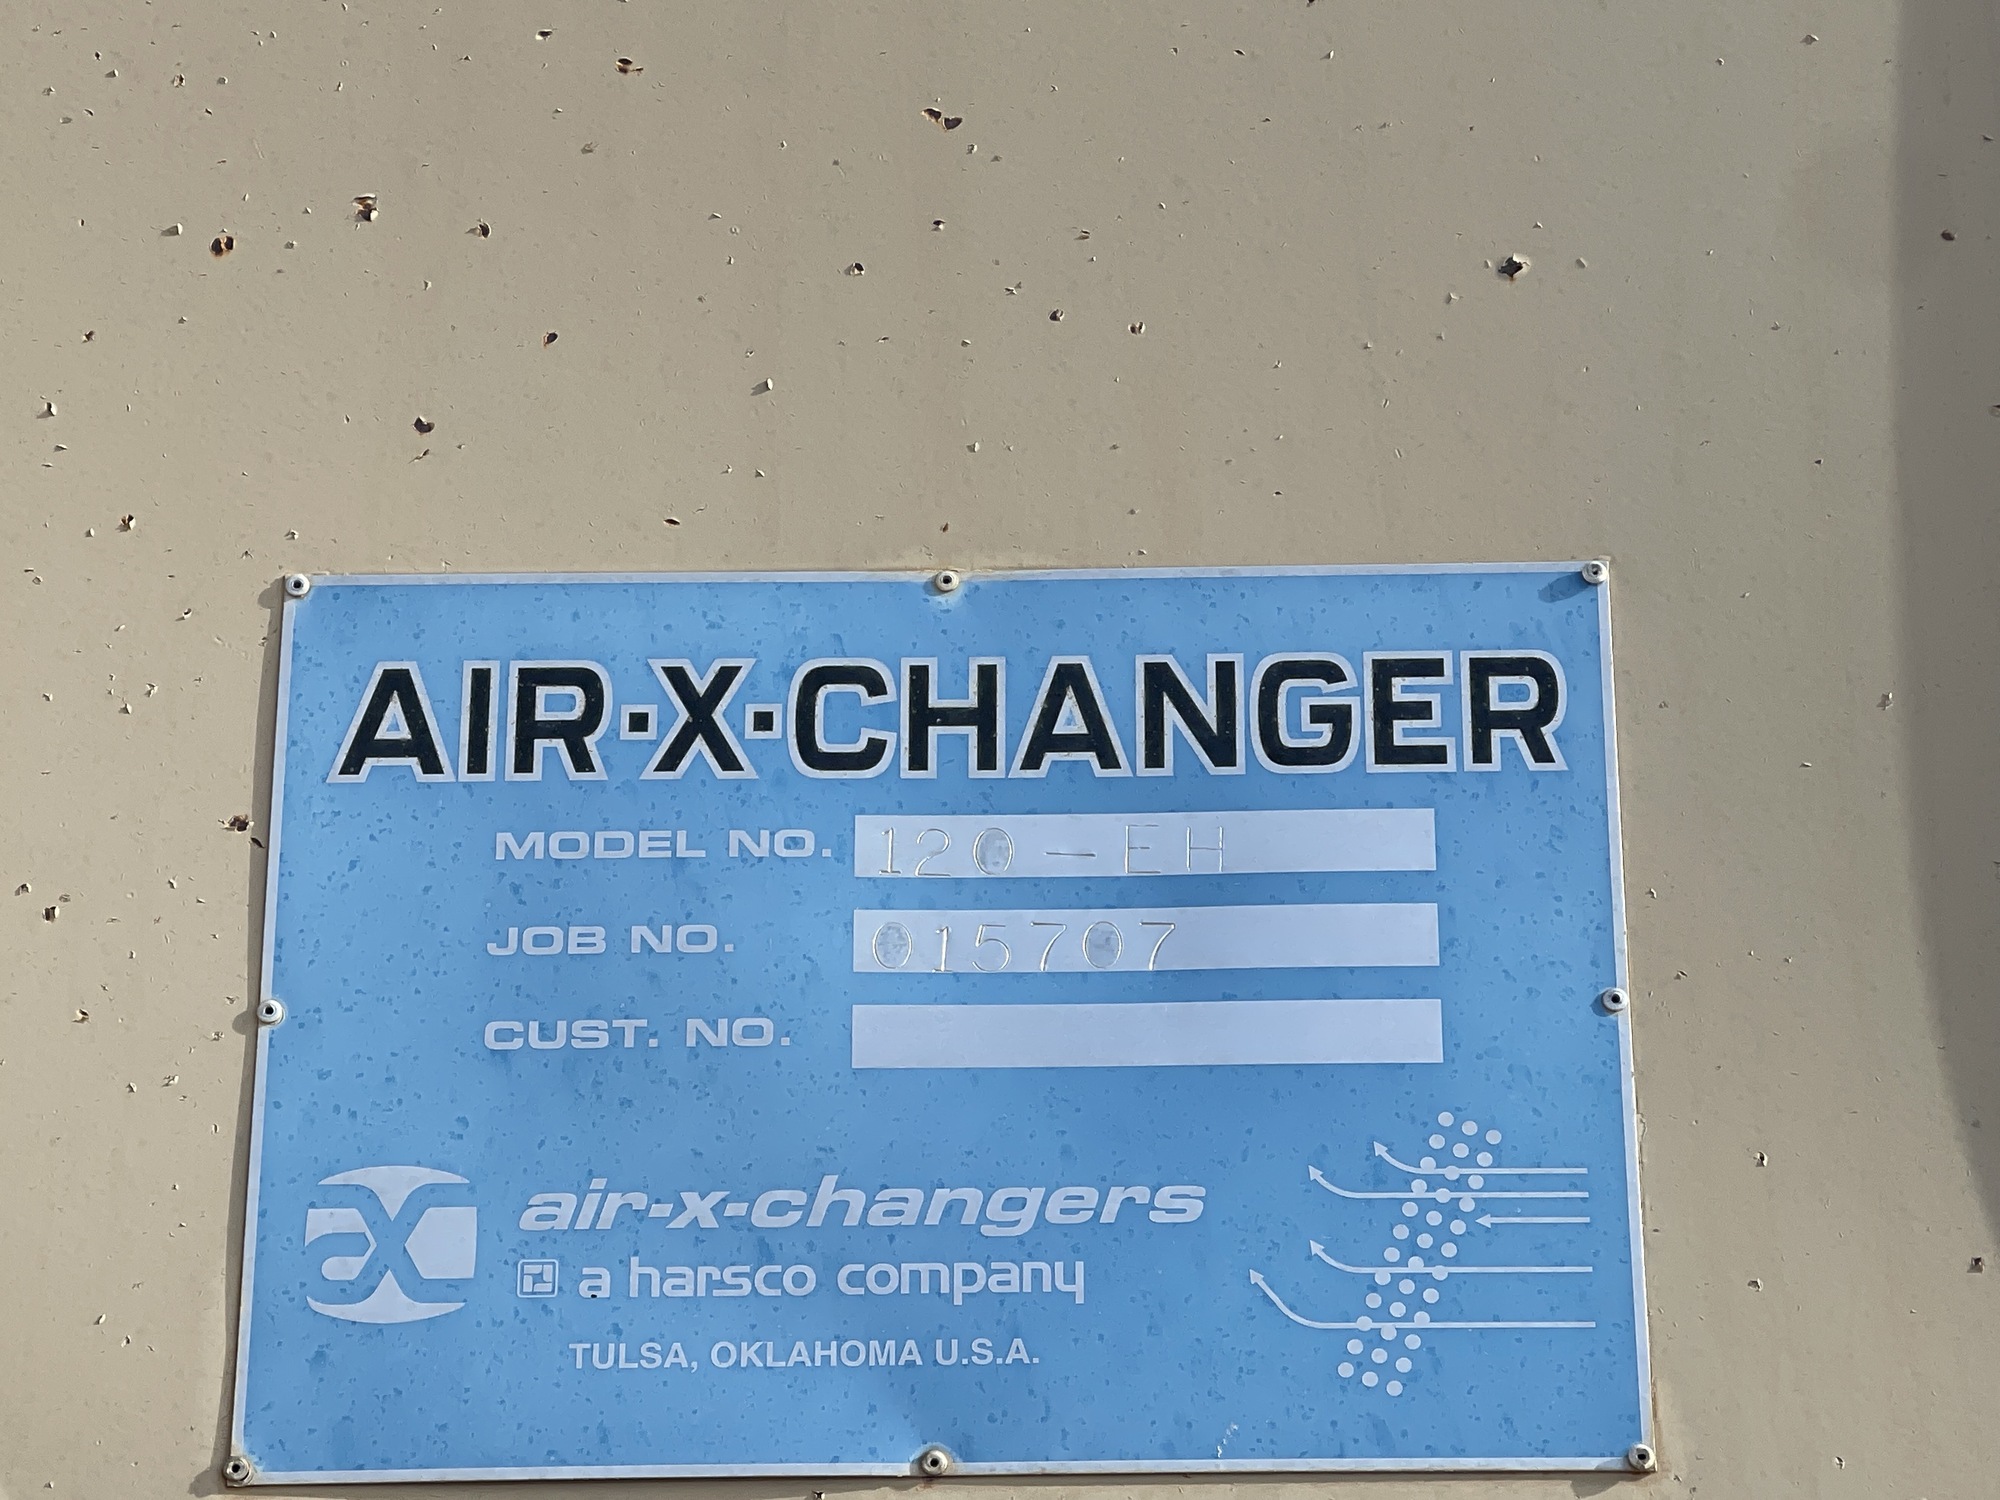 AIR·X·CHANGER
MODEL NO. 120-EH
JOB NO. 015707
CUST. NO.
air-x-changers
a harsco company
TULSA, OKLAHOMA U.S.A.